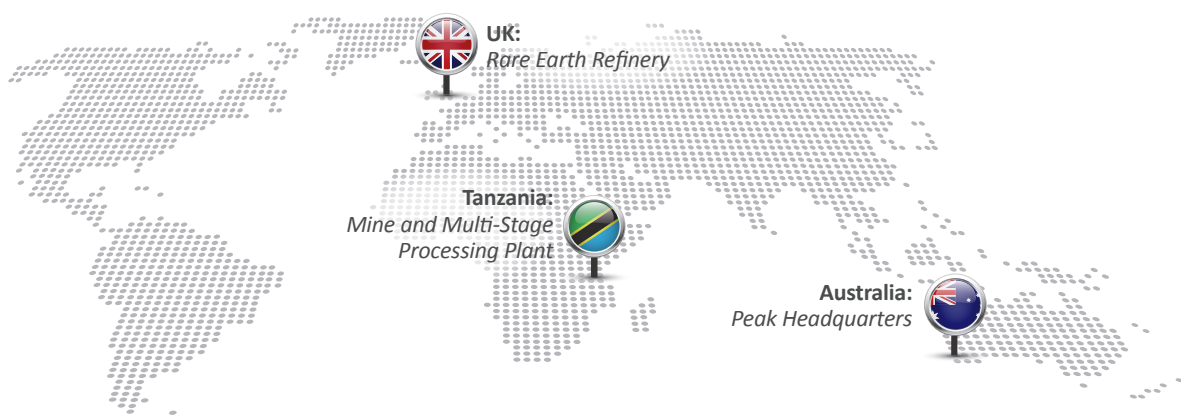 UK:
Rare Earth Refinery
Tanzania:
Mine and Multi-Stage
Processing Plant
Australia:
Peak Headquarters